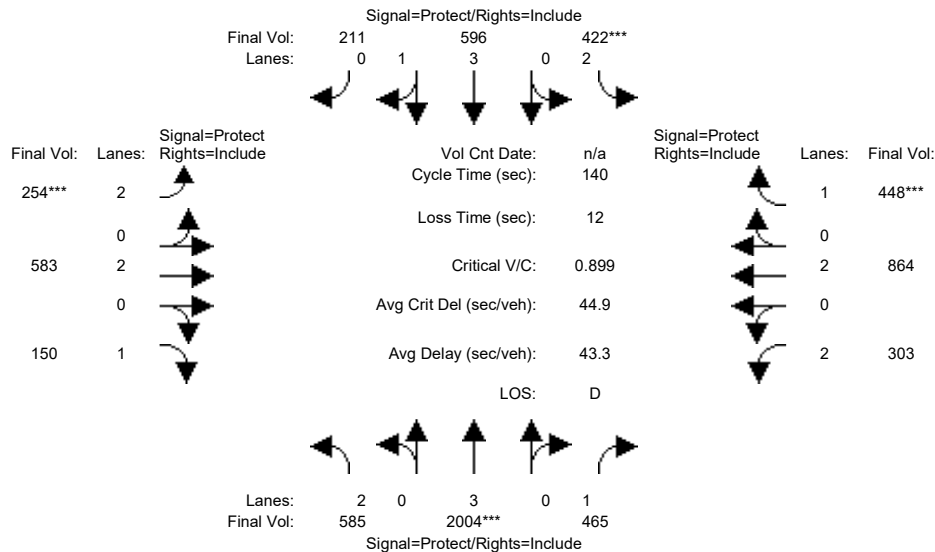 Signal=Protect/Rights=Include
Final Vol: 211 596 422***
Lanes: 0 1 3 0 2
Signal=Protect
Final Vol: Lanes: Rights=Include
Vol Cnt Date: n/a
Signal=Protect
Rights=Include Lanes: Final Vol:
Cycle Time (sec): 140
254*** 2
1 448***
Loss Time (sec): 12
0
0
583 2
Critical V/C: 0.899
2 864
0
Avg Crit Del (sec/veh): 44.9
0
150 1
Avg Delay (sec/veh): 43.3
2 303
LOS: D
Lanes: 2 0 3 0 1
Final Vol: 585 2004*** 465
Signal=Protect/Rights=Include